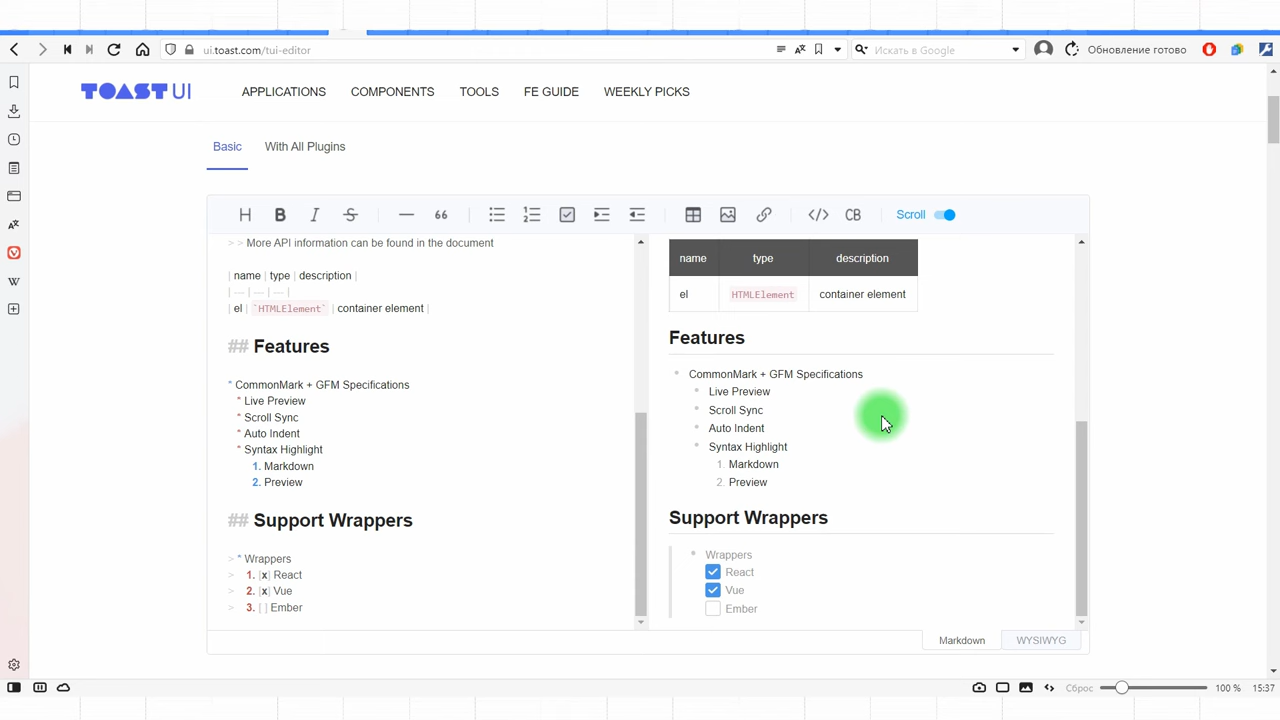 ui.toast.com/tui-editor
Искать в Google
Обновление готово
TOAST UI
APPLICATIONS COMPONENTS TOOLS FE GUIDE WEEKLY PICKS
Basic With All Plugins
H B I S 66 </> CB Scroll
> > More API information can be found in the document
| name | type | description |
| --- | --- | --- |
| el | `HTMLElement` | container element |
## Features
* CommonMark + GFM Specifications
* Live Preview
* Scroll Sync
* Auto Indent
* Syntax Highlight
1. Markdown
2. Preview
## Support Wrappers
> * Wrappers
> 1. [x] React
> 2. [x] Vue
> 3. [ ] Ember
name type description
el HTMLElement container element
Features
CommonMark + GFM Specifications
Live Preview
Scroll Sync
Auto Indent
Syntax Highlight
1. Markdown
2. Preview
Support Wrappers
Wrappers
React
Vue
Ember
Markdown WYSIWYG
Сброс 100 % 15:37